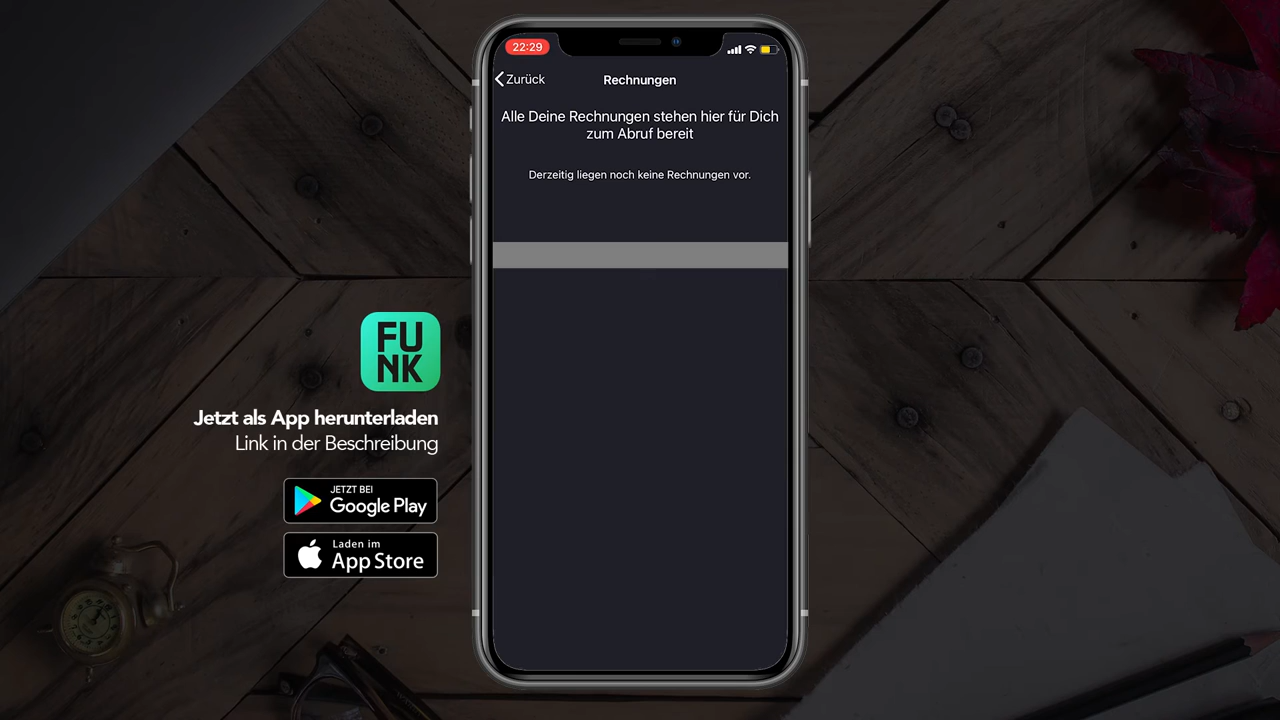 22:29
Zurück
Rechnungen
Alle Deine Rechnungen stehen hier für Dich
zum Abruf bereit
Derzeitig liegen noch keine Rechnungen vor.
FU
NK
Jetzt als App herunterladen
Link in der Beschreibung
JETZT BEI
Google Play
Laden im
App Store